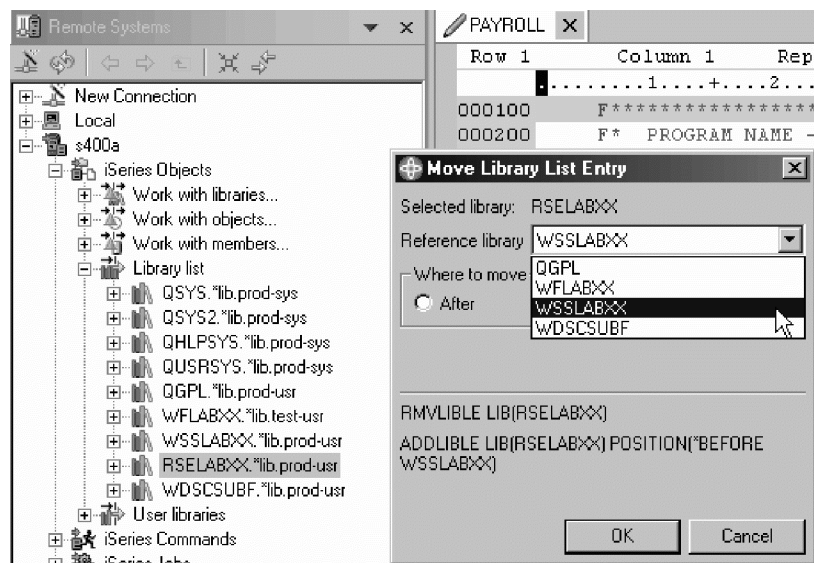 Remote Systems
PAYROLL
Row 1 Column 1 Rep
........1....+....2...
000100 F*****************
000200 F* PROGRAM NAME -
New Connection
Local
s400a
iSeries Objects
Work with libraries...
Work with objects...
Work with members...
Library list
QSYS.*lib.prod-sys
QSYS2.*lib.prod-sys
QHLPSYS.*lib.prod-sys
QUSRSYS.*lib.prod-sys
QGPL.*lib.prod-usr
WFLABXX.*lib.test-usr
WSSLABXX.*lib.prod-usr
RSELABXX.*lib.prod-usr
WDSCSUBF.*lib.prod-usr
User libraries
iSeries Commands
iSeries Jobs
Move Library List Entry
Selected library: RSELABXX
Reference library WSSLABXX
QGPL
WFLABXX
WSSLABXX
WDSCSUBF
Where to move
After
RMVLIBLE LIB(RSELABXX)
ADDLIBLE LIB(RSELABXX) POSITION(*BEFORE
WSSLABXX)
OK Cancel